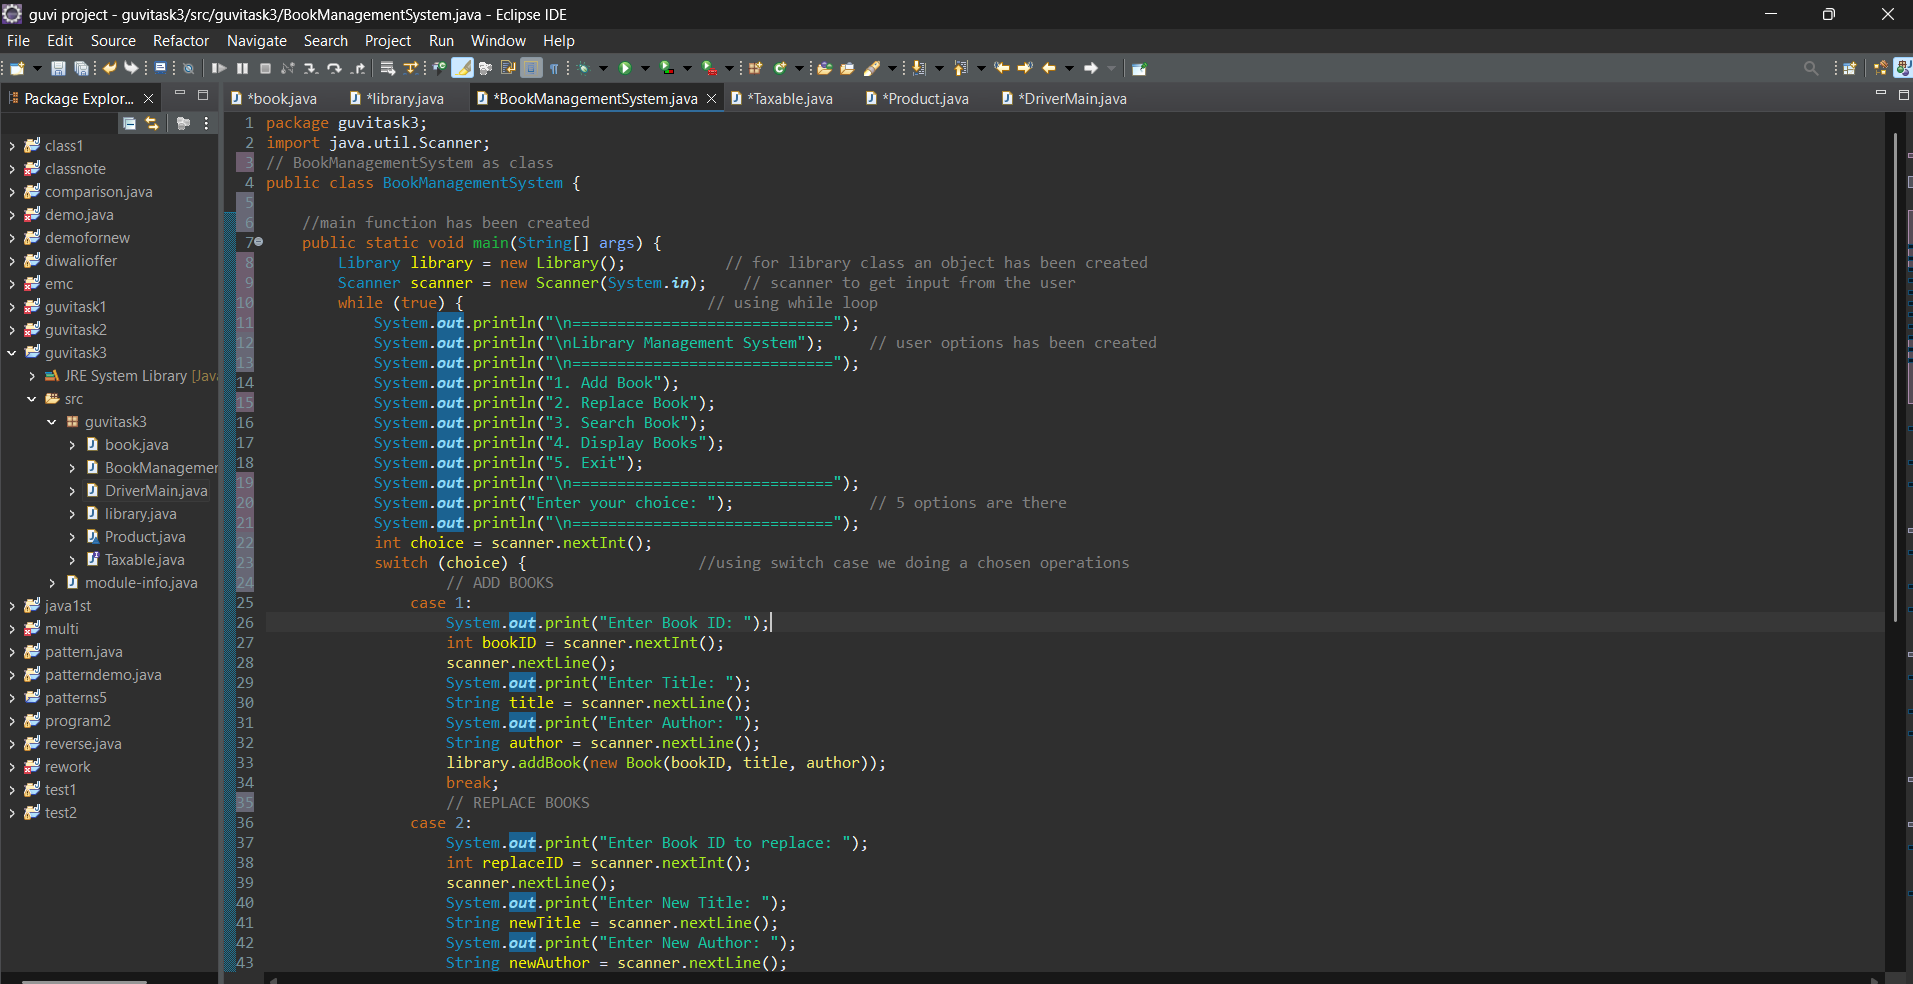 guvi project - guvitask3/src/guvitask3/BookManagementSystem.java - Eclipse IDE
File Edit Source Refactor Navigate Search Project Run Window Help
Package Explor...
*book.java *library.java *BookManagementSystem.java *Taxable.java *Product.java *DriverMain.java
class1
classnote
comparison.java
demo.java
demofornew
diwalioffer
emc
guvitask1
guvitask2
guvitask3
JRE System Library [Jav
src
guvitask3
book.java
BookManagemer
DriverMain.java
library.java
Product.java
Taxable.java
module-info.java
java1st
multi
pattern.java
patterndemo.java
patterns5
program2
reverse.java
rework
test1
test2
1 package guvitask3;
2 import java.util.Scanner;
3 // BookManagementSystem as class
4 public class BookManagementSystem {
5
6 //main function has been created
7 public static void main(String[] args) {
8 Library library = new Library(); // for library class an object has been created
9 Scanner scanner = new Scanner(System.in); // scanner to get input from the user
10 while (true) { // using while loop
11 System.out.println("\n=============================");
12 System.out.println("\nLibrary Management System"); // user options has been created
13 System.out.println("\n=============================");
14 System.out.println("1. Add Book");
15 System.out.println("2. Replace Book");
16 System.out.println("3. Search Book");
17 System.out.println("4. Display Books");
18 System.out.println("5. Exit");
19 System.out.println("\n=============================");
20 System.out.print("Enter your choice: "); // 5 options are there
21 System.out.println("\n=============================");
22 int choice = scanner.nextInt();
23 switch (choice) { //using switch case we doing a chosen operations
24 // ADD BOOKS
25 case 1:
26 System.out.print("Enter Book ID: ");
27 int bookID = scanner.nextInt();
28 scanner.nextLine();
29 System.out.print("Enter Title: ");
30 String title = scanner.nextLine();
31 System.out.print("Enter Author: ");
32 String author = scanner.nextLine();
33 library.addBook(new Book(bookID, title, author));
34 break;
35 // REPLACE BOOKS
36 case 2:
37 System.out.print("Enter Book ID to replace: ");
38 int replaceID = scanner.nextInt();
39 scanner.nextLine();
40 System.out.print("Enter New Title: ");
41 String newTitle = scanner.nextLine();
42 System.out.print("Enter New Author: ");
43 String newAuthor = scanner.nextLine();